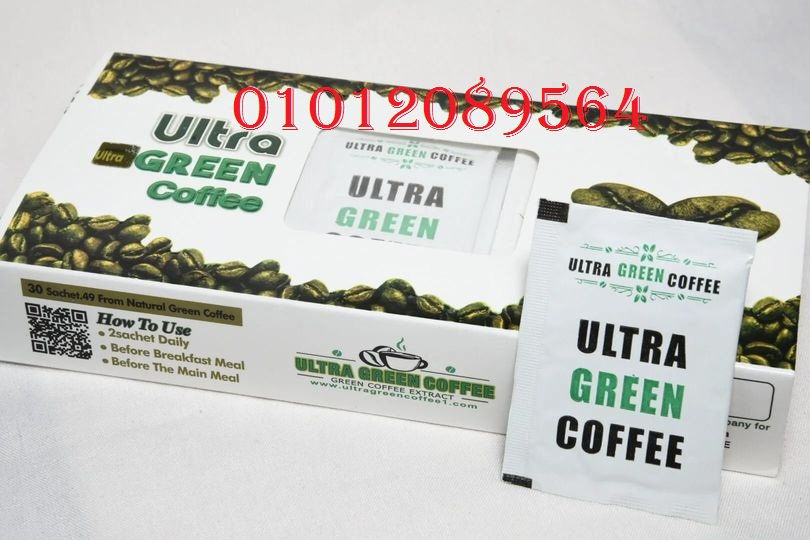 01012089564
Ultra
Ultra
GREEN
Coffee
ULTRA GREEN COFFEE
ULTRA
GREEN
30 Sachet.49 From Natural Green Coffee
How To Use
• 2sachet Daily
• Before Breakfast Meal
• Before The Main Meal
ULTRA GREEN COFFEE
GREEN COFFEE EXTRACT
www.ultragreencoffee1.com
ULTRA GREEN COFFEE
ULTRA
GREEN
COFFEE